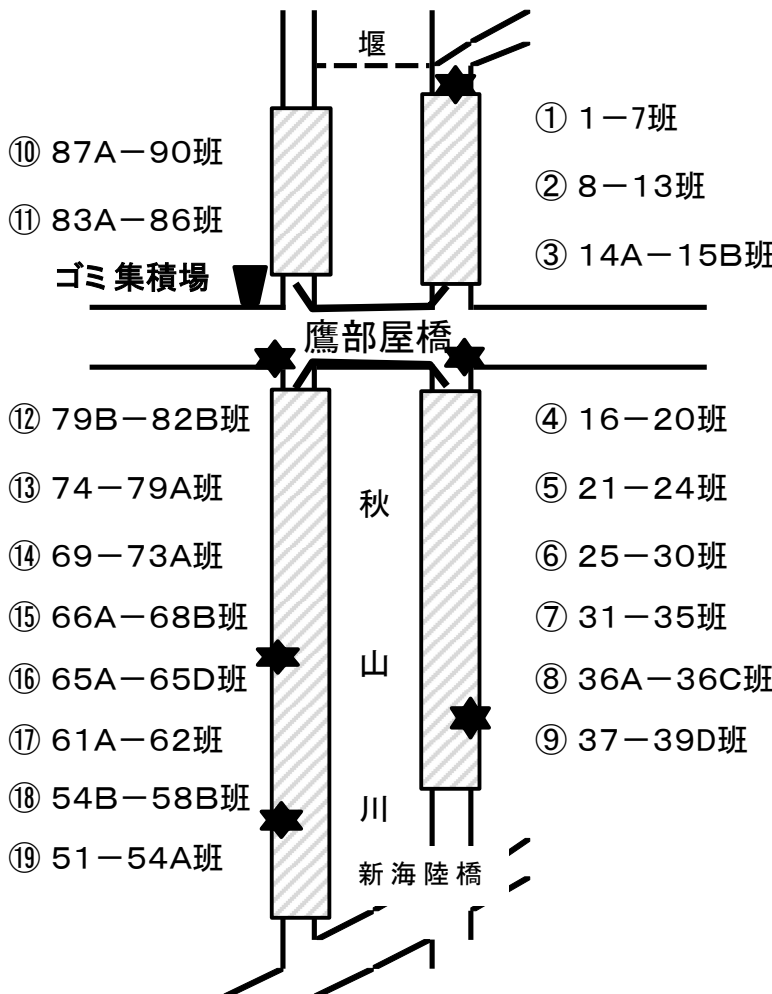 堰
① 1－7班
② 8－13班
③ 14A－15B班
⑩ 87A－90班
⑪ 83A－86班
ゴミ集積場
鷹部屋橋
⑫ 79B－82B班
⑬ 74－79A班
⑭ 69－73A班
⑮ 66A－68B班
⑯ 65A－65D班
⑰ 61A－62班
⑱ 54B－58B班
⑲ 51－54A班
秋
山
川
④ 16－20班
⑤ 21－24班
⑥ 25－30班
⑦ 31－35班
⑧ 36A－36C班
⑨ 37－39D班
新海陸橋